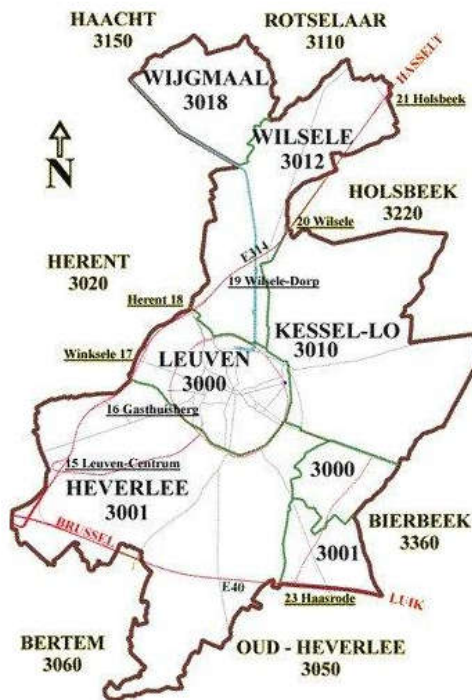 HAACHT
3150
ROTSELAAR
3110
WIJGMAAL
3018
HASSELT
21 Holsbeek
WILSELE
3012
N
HOLSBEEK
3220
20 Wilsele
HERENT
3020
E314
19 Wilsele-Dorp
Herent 18
KESSEL-LO
3010
Winksele 17
LEUVEN
3000
16 Gasthuisberg
15 Leuven-Centrum
3000
HEVERLEE
3001
BIERBEEK
3360
BRUSSEL
3001
E40
23 Haasrode
LUIK
BERTEM
3060
OUD - HEVERLEE
3050